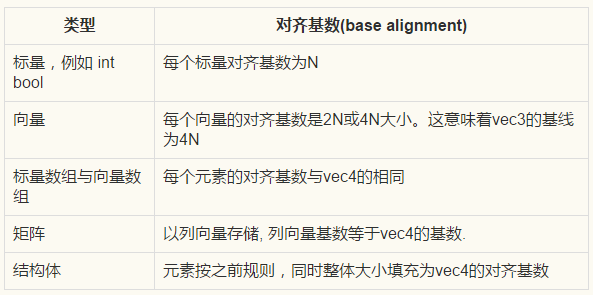 类型 对齐基数(base alignment)
标量，例如 int 每个标量对齐基数为N
bool
向量 每个向量的对齐基数是2N或4N大小。这意味着vec3的基线
为4N
标量数组与向量数 每个元素的对齐基数与vec4的相同
组
矩阵 以列向量存储, 列向量基数等于vec4的基数.
结构体 元素按之前规则，同时整体大小填充为vec4的对齐基数